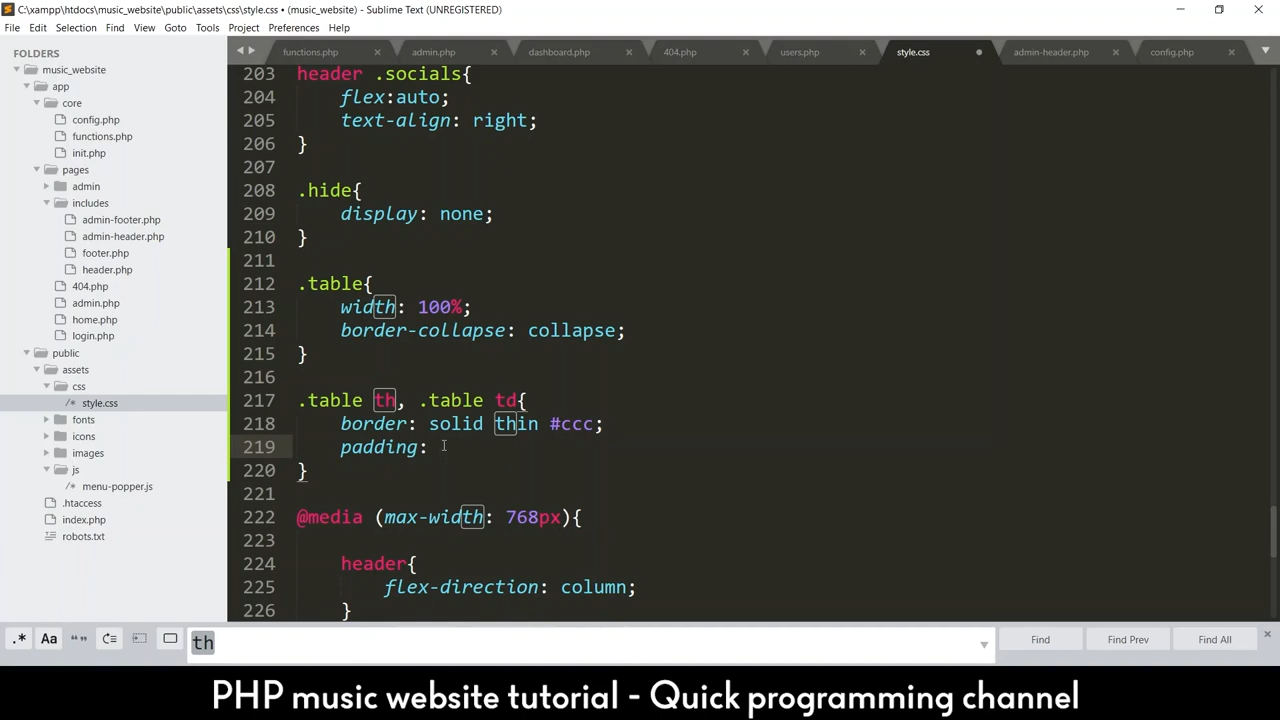 C:\xampp\htdocs\music_website\public\assets\css\style.css • (music_website) - Sublime Text (UNREGISTERED)
File Edit Selection Find View Goto Tools Project Preferences Help
FOLDERS
music_website
app
core
config.php
functions.php
init.php
pages
admin
includes
admin-footer.php
admin-header.php
footer.php
header.php
404.php
admin.php
home.php
login.php
public
assets
css
/* style.css
fonts
icons
images
js
/* menu-popper.js
.htaccess
index.php
robots.txt
functions.php admin.php dashboard.php 404.php users.php style.css admin-header.php config.php
203 header .socials{
204 flex:auto;
205 text-align: right;
206 }
207
208 .hide{
209 display: none;
210 }
211
212 .table{
213 width: 100%;
214 border-collapse: collapse;
215 }
216
217 .table th, .table td{
218 border: solid thin #ccc;
219 padding:
220 }
221
222 @media (max-width: 768px){
223
224 header{
225 flex-direction: column;
226 }
.* Aa “” th Find Find Prev Find All
PHP music website tutorial - Quick programming channel